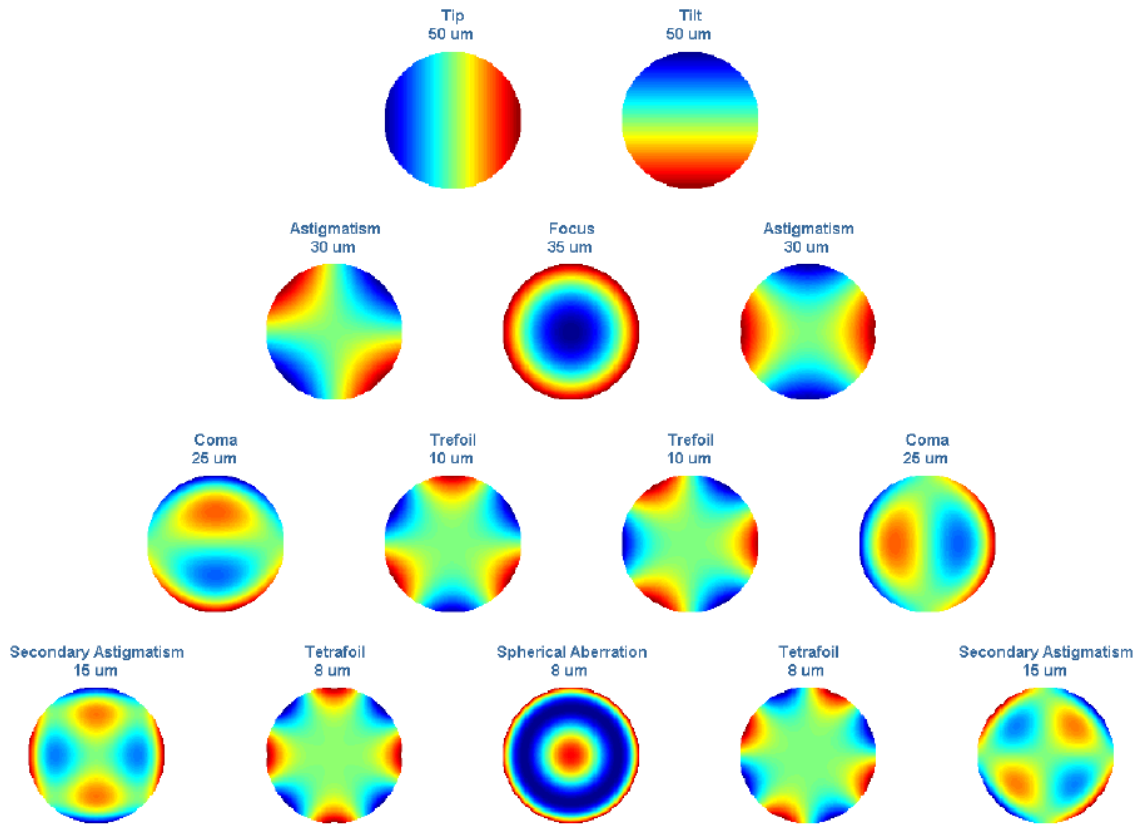 Tip
50 um
Tilt
50 um
Astigmatism
30 um
Focus
35 um
Astigmatism
30 um
Coma
25 um
Trefoil
10 um
Trefoil
10 um
Coma
25 um
Secondary Astigmatism
15 um
Tetrafoil
8 um
Spherical Aberration
8 um
Tetrafoil
8 um
Secondary Astigmatism
15 um